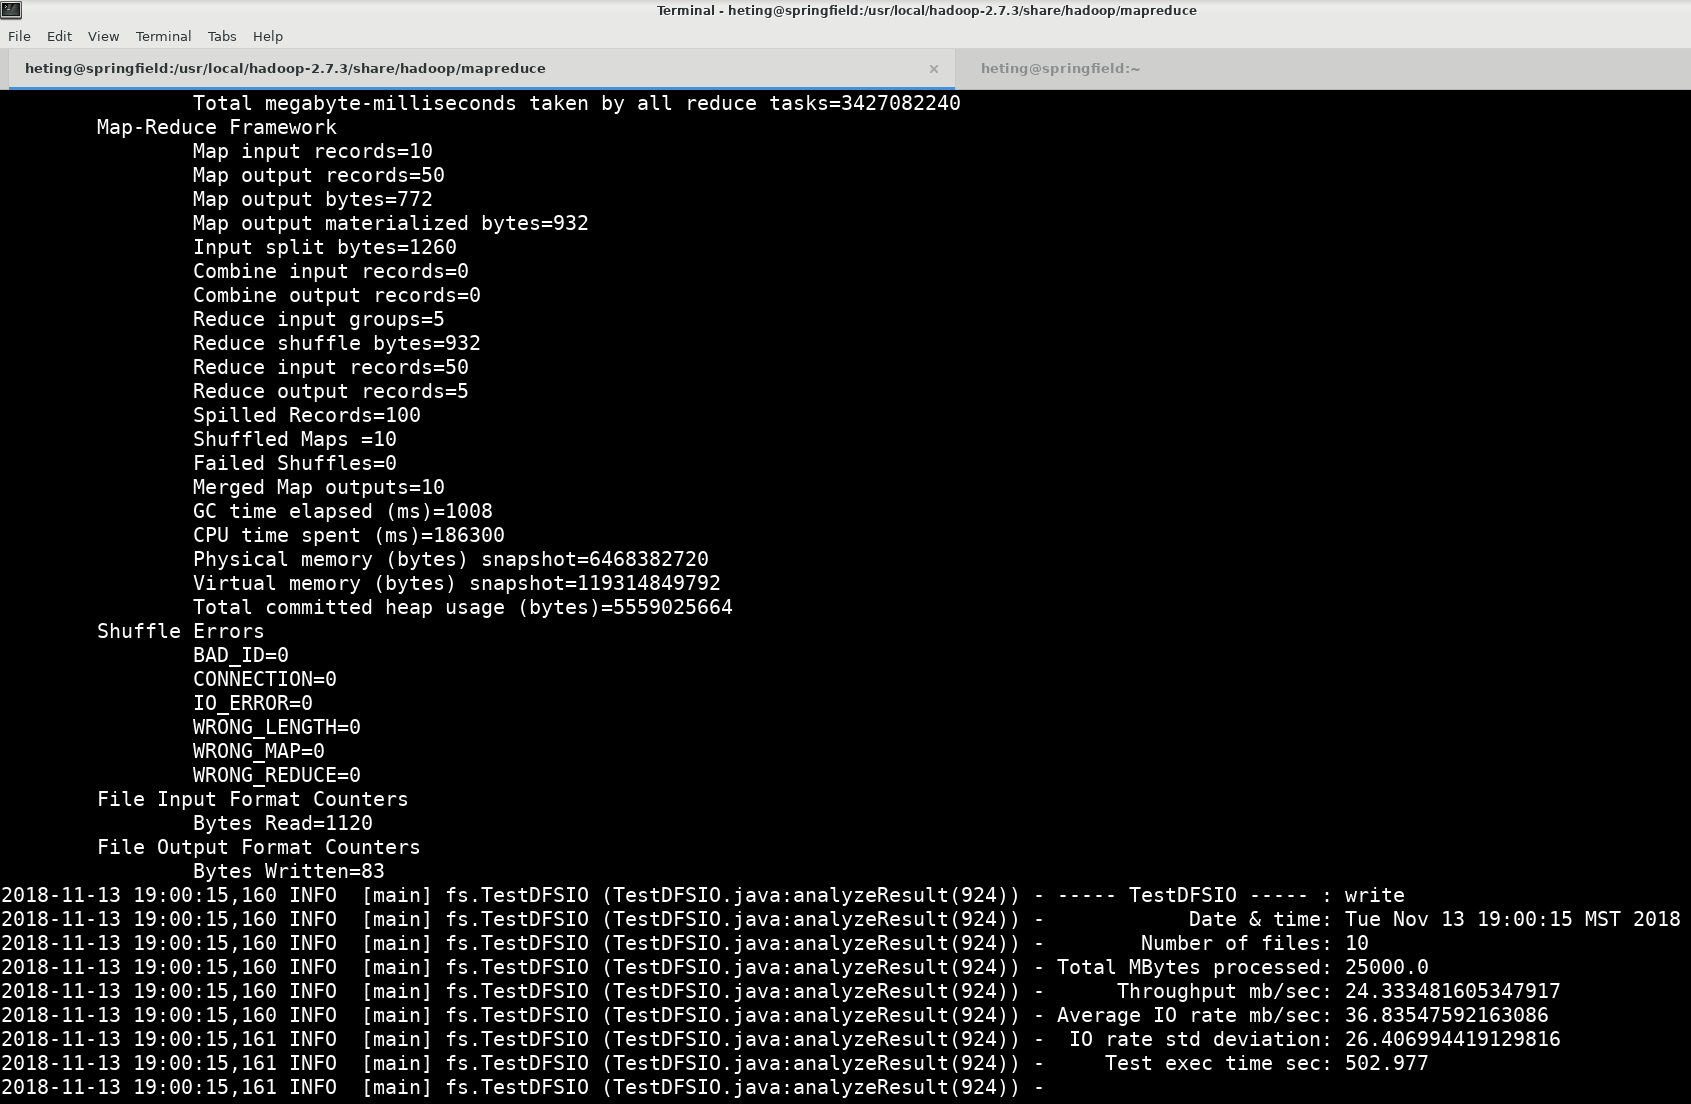 Terminal - heting@springfield:/usr/local/hadoop-2.7.3/share/hadoop/mapreduce
File Edit View Terminal Tabs Help
heting@springfield:/usr/local/hadoop-2.7.3/share/hadoop/mapreduce × heting@springfield:~
Total megabyte-milliseconds taken by all reduce tasks=3427082240
Map-Reduce Framework
Map input records=10
Map output records=50
Map output bytes=772
Map output materialized bytes=932
Input split bytes=1260
Combine input records=0
Combine output records=0
Reduce input groups=5
Reduce shuffle bytes=932
Reduce input records=50
Reduce output records=5
Spilled Records=100
Shuffled Maps =10
Failed Shuffles=0
Merged Map outputs=10
GC time elapsed (ms)=1008
CPU time spent (ms)=186300
Physical memory (bytes) snapshot=6468382720
Virtual memory (bytes) snapshot=119314849792
Total committed heap usage (bytes)=5559025664
Shuffle Errors
BAD_ID=0
CONNECTION=0
IO_ERROR=0
WRONG_LENGTH=0
WRONG_MAP=0
WRONG_REDUCE=0
File Input Format Counters
Bytes Read=1120
File Output Format Counters
Bytes Written=83
2018-11-13 19:00:15,160 INFO  [main] fs.TestDFSIO (TestDFSIO.java:analyzeResult(924)) - ----- TestDFSIO ----- : write
2018-11-13 19:00:15,160 INFO  [main] fs.TestDFSIO (TestDFSIO.java:analyzeResult(924)) -            Date & time: Tue Nov 13 19:00:15 MST 2018
2018-11-13 19:00:15,160 INFO  [main] fs.TestDFSIO (TestDFSIO.java:analyzeResult(924)) -        Number of files: 10
2018-11-13 19:00:15,160 INFO  [main] fs.TestDFSIO (TestDFSIO.java:analyzeResult(924)) - Total MBytes processed: 25000.0
2018-11-13 19:00:15,160 INFO  [main] fs.TestDFSIO (TestDFSIO.java:analyzeResult(924)) -      Throughput mb/sec: 24.333481605347917
2018-11-13 19:00:15,160 INFO  [main] fs.TestDFSIO (TestDFSIO.java:analyzeResult(924)) - Average IO rate mb/sec: 36.83547592163086
2018-11-13 19:00:15,161 INFO  [main] fs.TestDFSIO (TestDFSIO.java:analyzeResult(924)) -  IO rate std deviation: 26.406994419129816
2018-11-13 19:00:15,161 INFO  [main] fs.TestDFSIO (TestDFSIO.java:analyzeResult(924)) -     Test exec time sec: 502.977
2018-11-13 19:00:15,161 INFO  [main] fs.TestDFSIO (TestDFSIO.java:analyzeResult(924)) -